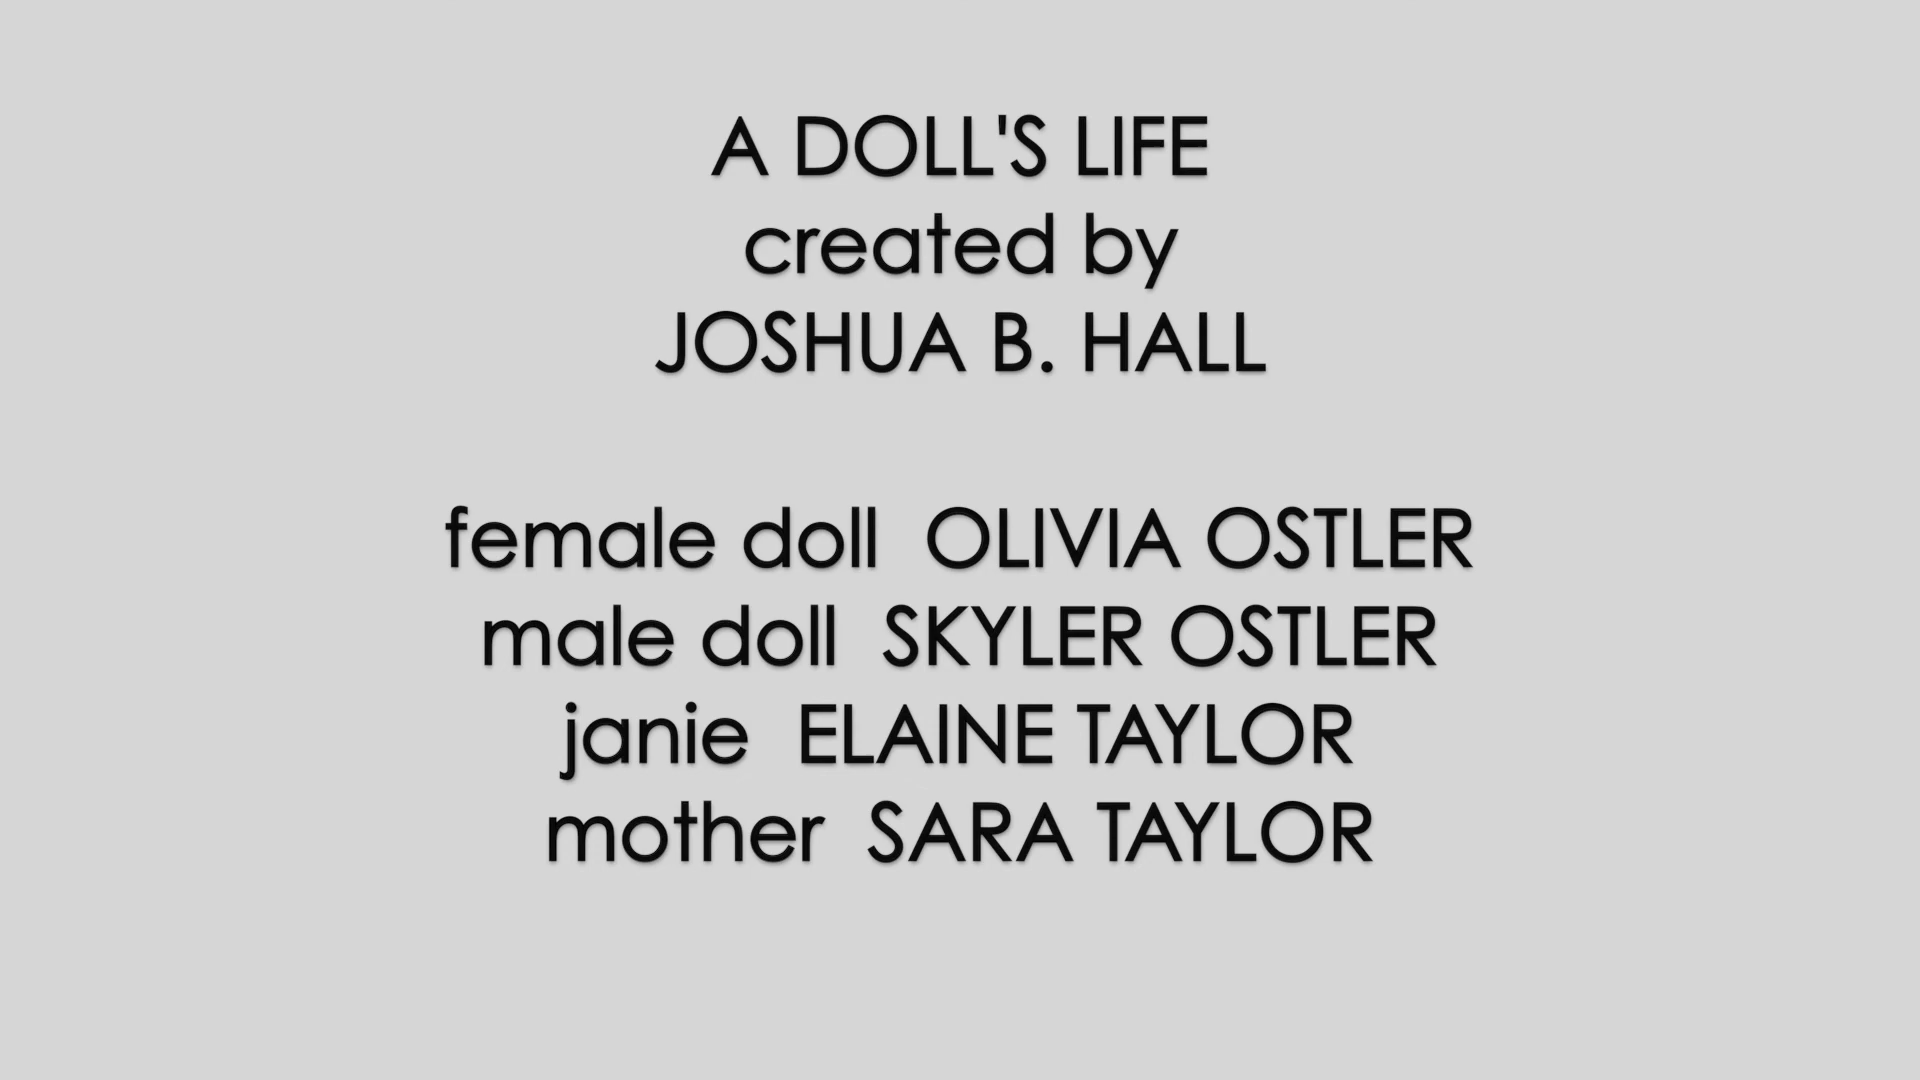 A DOLL'S LIFE
created by
JOSHUA B. HALL
female doll OLIVIA OSTLER
male doll SKYLER OSTLER
janie ELAINE TAYLOR
mother SARA TAYLOR